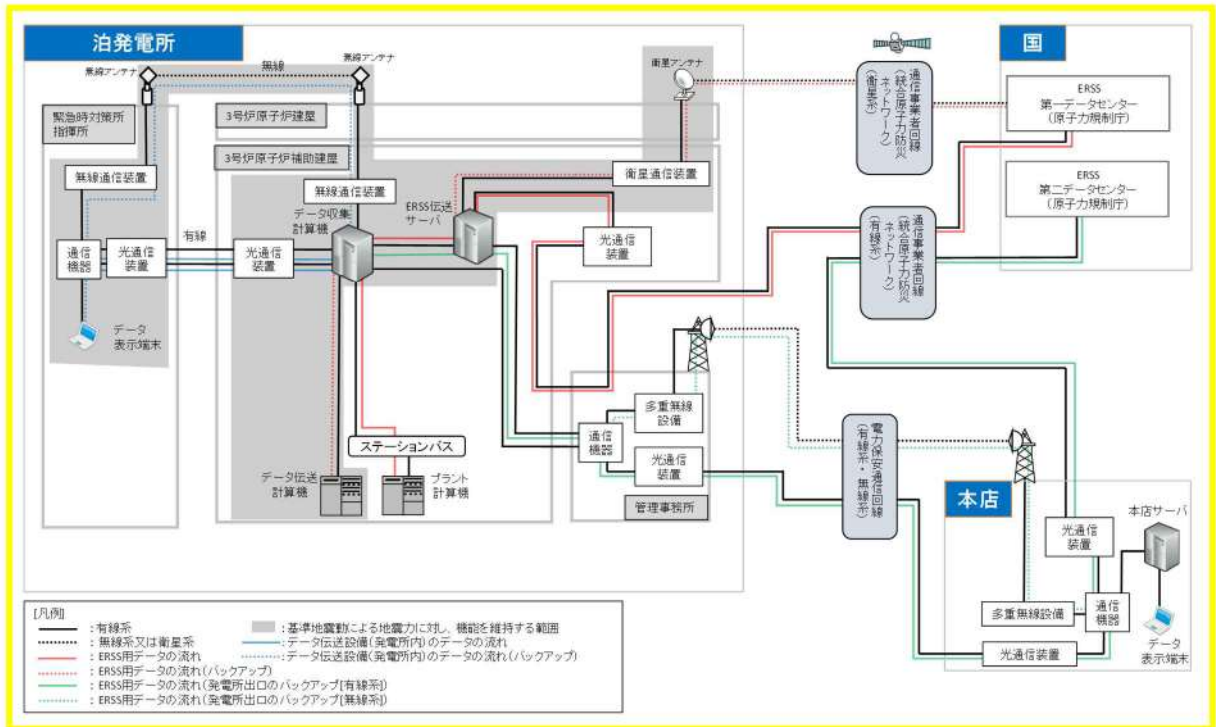 泊発電所
無線アンテナ
無線
無線アンテナ
衛星アンテナ
国
緊急時対策所
指揮所
3号炉原子炉建屋
3号炉原子炉補助建屋
無線通信装置
無線通信装置
衛星通信装置
通信事業者回線
(統合原子力防災
ネットワーク)
(衛星系)
ERSS
第一データセンター
(原子力規制庁)
ERSS
第二データセンター
(原子力規制庁)
データ収集
計算機
ERSS伝送
サーバ
有線
通信
機器
光通信
装置
光通信
装置
光通信
装置
通信事業者回線
(統合原子力防災
ネットワーク)
(有線系)
データ
表示端末
多重無線
設備
通信
機器
光通信
装置
管理事務所
ステーションバス
データ伝送
計算機
プラント
計算機
電力保安通信回線
(有線系・無線系)
本店
本店サーバ
光通信
装置
多重無線設備
通信
機器
光通信装置
データ
表示端末
[凡例]
:有線系
:無線系又は衛星系
:ERSS用データの流れ
:ERSS用データの流れ(バックアップ)
:ERSS用データの流れ(発電所出口のバックアップ[有線系])
:ERSS用データの流れ(発電所出口のバックアップ[無線系])
:基準地震動による地震力に対し、機能を維持する範囲
:データ伝送設備(発電所内)のデータの流れ
:データ伝送設備(発電所内)のデータの流れ(バックアップ)